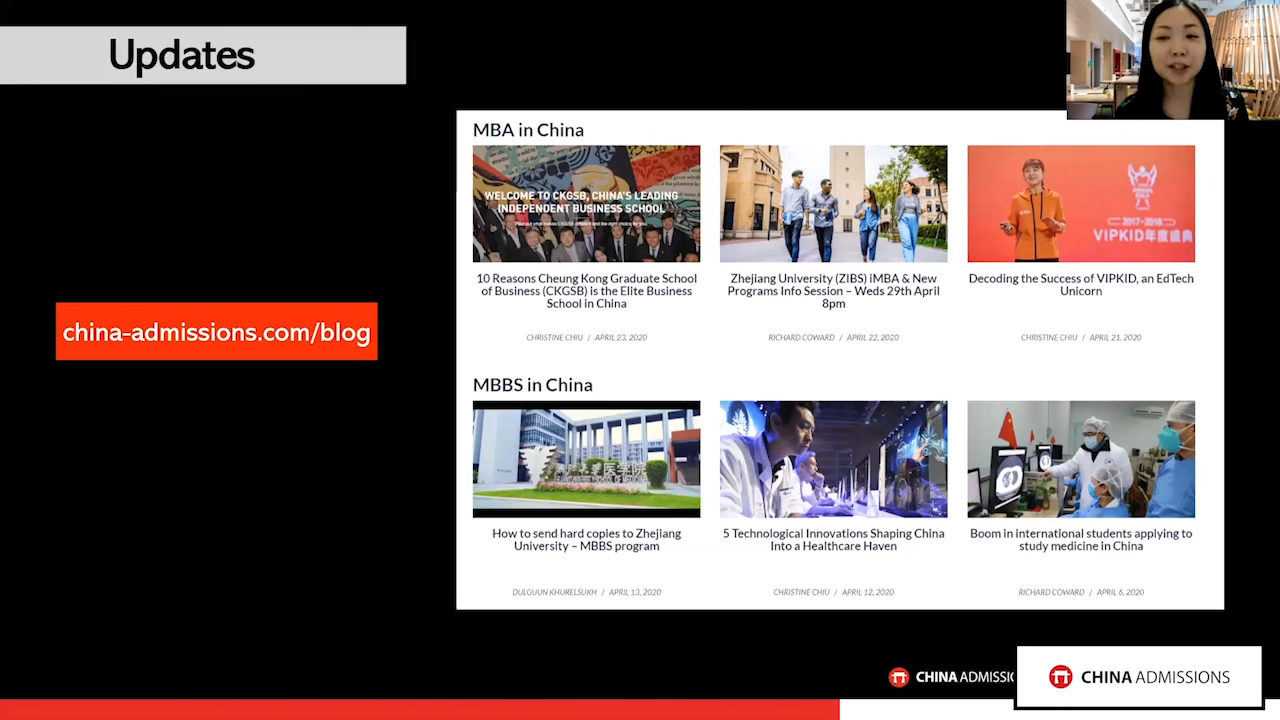 Updates
china-admissions.com/blog
MBA in China
WELCOME TO CKGSB, CHINA'S LEADING
INDEPENDENT BUSINESS SCHOOL
10 Reasons Cheung Kong Graduate School
of Business (CKGSB) is the Elite Business
School in China
CHRISTINE CHIU / APRIL 23, 2020
Zhejiang University (ZIBS) iMBA & New
Programs Info Session – Weds 29th April
8pm
RICHARD COWARD / APRIL 22, 2020
2017-2018
VIPKID年度盛典
Decoding the Success of VIPKID, an EdTech
Unicorn
CHRISTINE CHIU / APRIL 21, 2020
MBBS in China
医学院
How to send hard copies to Zhejiang
University – MBBS program
DULGUUN KHURELSUKH / APRIL 13, 2020
5 Technological Innovations Shaping China
Into a Healthcare Haven
CHRISTINE CHIU / APRIL 12, 2020
Boom in international students applying to
study medicine in China
RICHARD COWARD / APRIL 6, 2020
CHINA ADMISSIO
CHINA ADMISSIONS